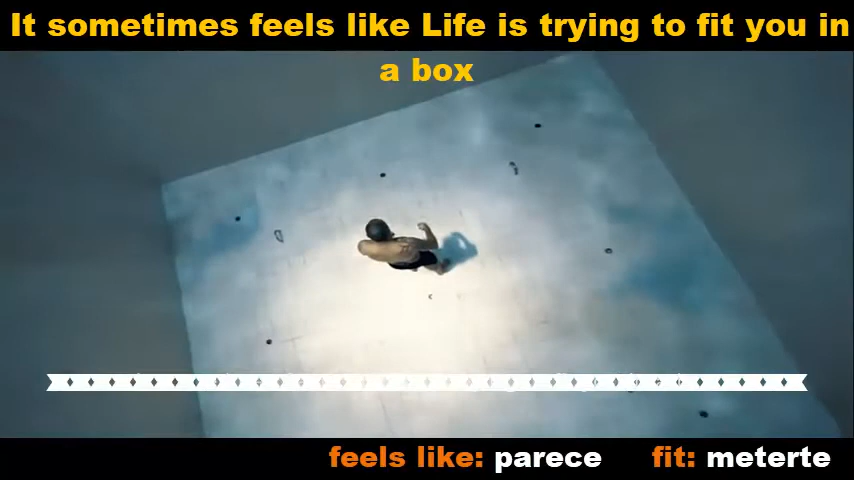 It sometimes feels like Life is trying to fit you in
a box
feels like: parece fit: meterte